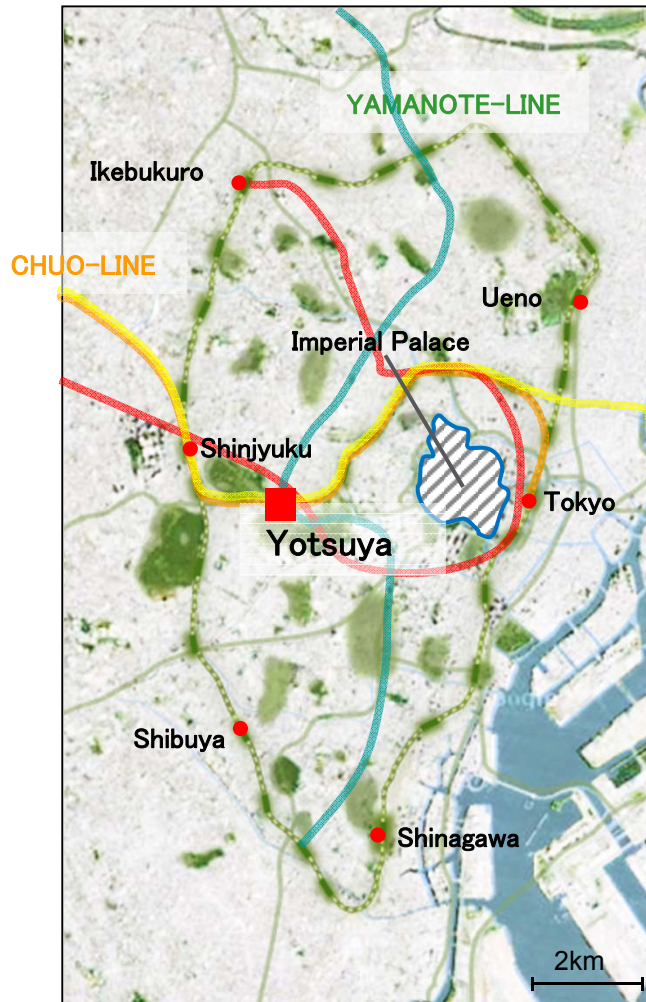 YAMANOTE-LINE
Ikebukuro
CHUO-LINE
Ueno
Imperial Palace
Shinjyuku
Tokyo
Yotsuya
Shibuya
Shinagawa
2km